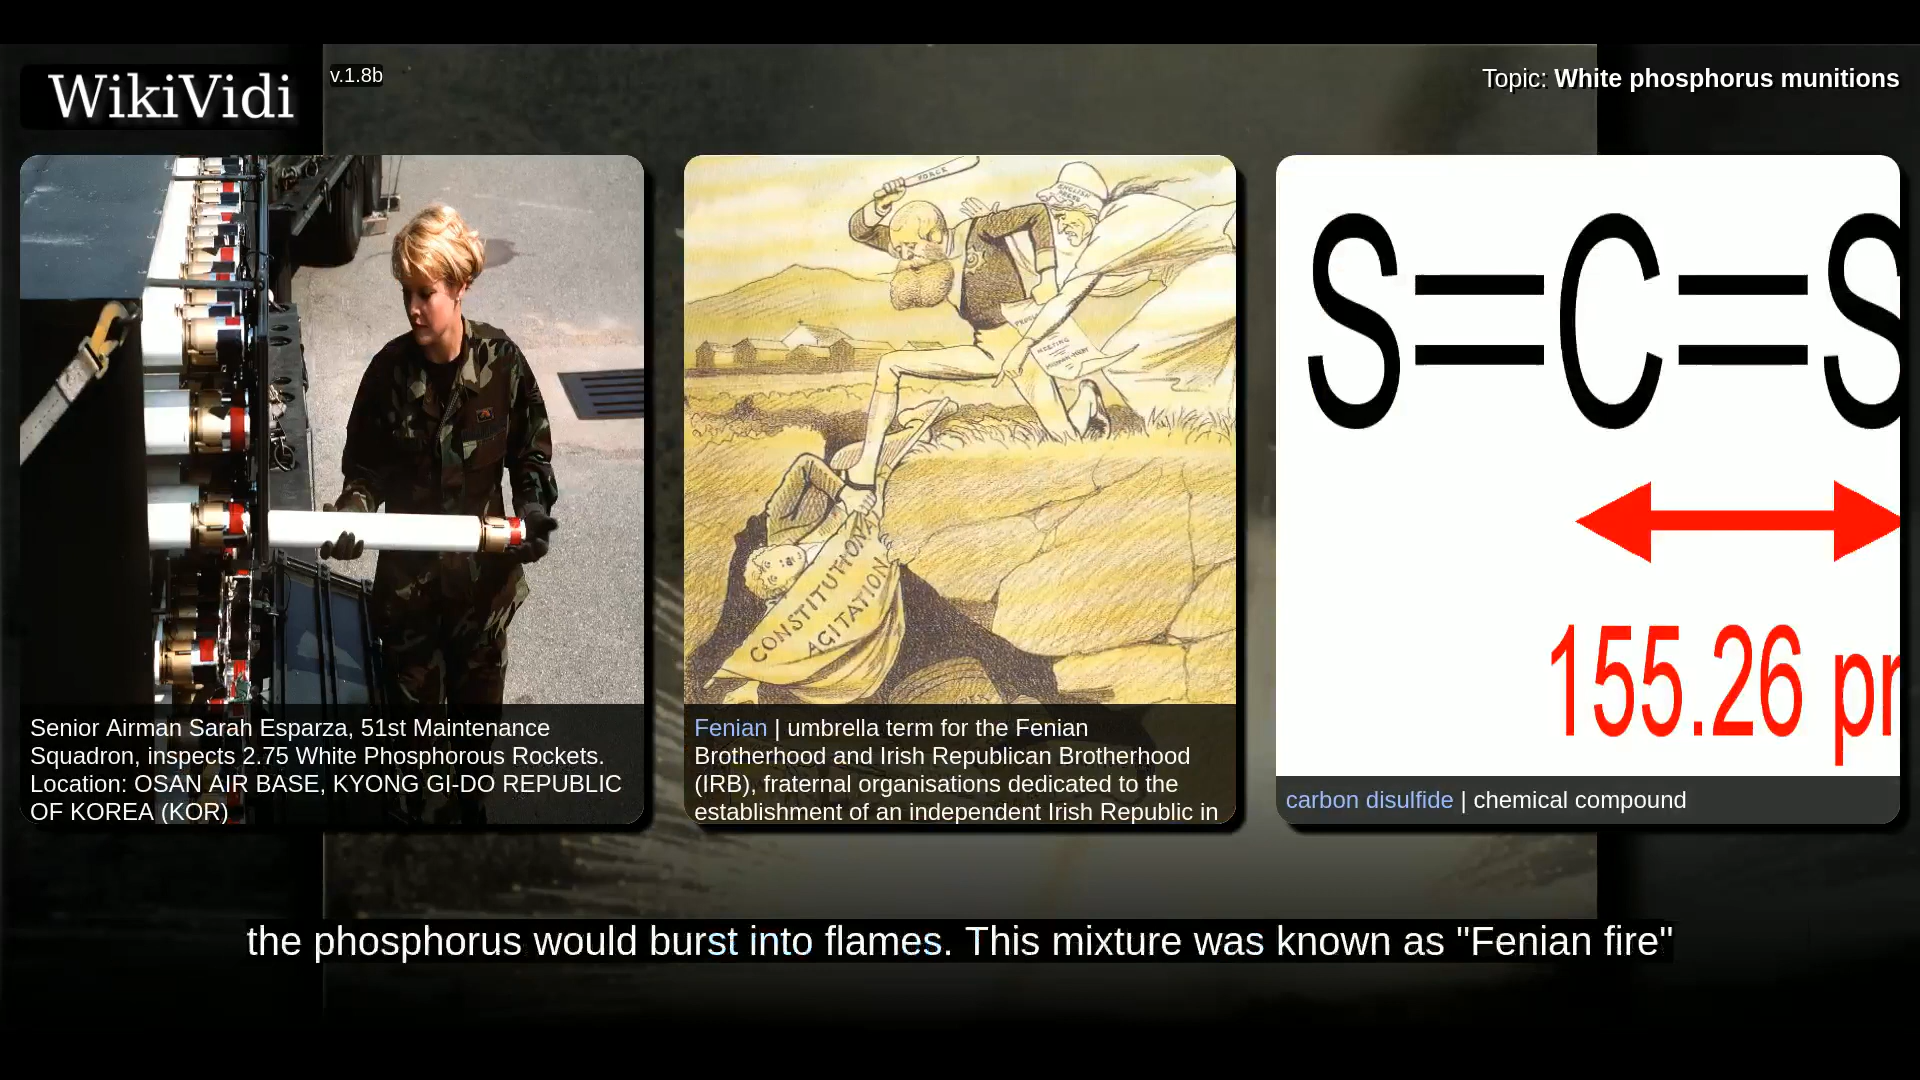 WikiVidi
v.1.8b
Topic: White phosphorus munitions
Senior Airman Sarah Esparza, 51st Maintenance
Squadron, inspects 2.75 White Phosphorous Rockets.
Location: OSAN AIR BASE, KYONG GI-DO REPUBLIC
OF KOREA (KOR)
FORCE
ENGLISH
MEETING
CONSTITUTIONAL
AGITATION
Fenian | umbrella term for the Fenian
Brotherhood and Irish Republican Brotherhood
(IRB), fraternal organisations dedicated to the
establishment of an independent Irish Republic in
S=C=S
155.26 p
carbon disulfide | chemical compound
the phosphorus would burst into flames. This mixture was known as "Fenian fire"